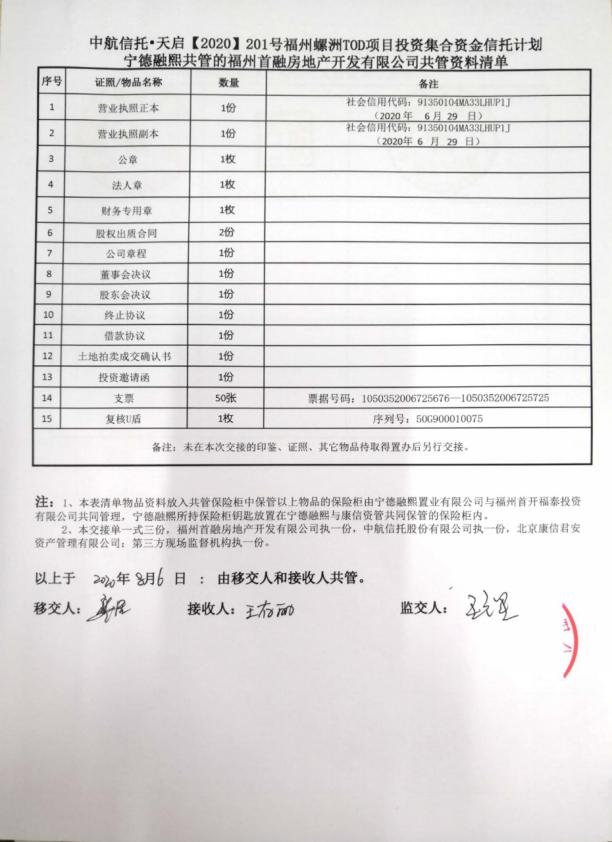 中航信托•天启【2020】201号福州螺洲TOD项目投资集合资金信托计划
宁德融熙共管的福州首融房地产开发有限公司共管资料清单
序号 证照/物品名称 数量 备注
1 营业执照正本 1份 社会信用代码：91350104MA33LHUP1J
（2020 年 6月 29 日）
2 营业执照副本 1份 社会信用代码：91350104MA33LHUP1J
（2020年 6 月 29 日）
3 公章 1枚
4 法人章 1枚
5 财务专用章 1枚
6 股权出质合同 2份
7 公司章程 1份
8 董事会决议 1份
9 股东会决议 1份
10 终止协议 1份
11 借款协议 1份
12 土地拍卖成交确认书 1份
13 投资邀请函 1份
14 支票 50张 票据号码：1050352006725676—1050352006725725
15 复核U盾 1枚 序列号：50G900010075
备注：未在本次交接的印鉴、证照、其它物品待取得置办后另行交接。
注：1、本表清单物品资料放入共管保险柜中保管以上物品的保险柜由宁德融熙置业有限公司与福州首开福泰投资
有限公司共同管理，宁德融熙所持保险柜钥匙放置在宁德融熙与康信资管共同保管的保险柜内。
2、本交接单一式三份，福州首融房地产开发有限公司执一份，中航信托股份有限公司执一份，北京康信君安
资产管理有限公司：第三方现场监督机构执一份。
以上于 2020年 8月6 日 ：由移交人和接收人共管。
移交人： 接收人： 监交人：